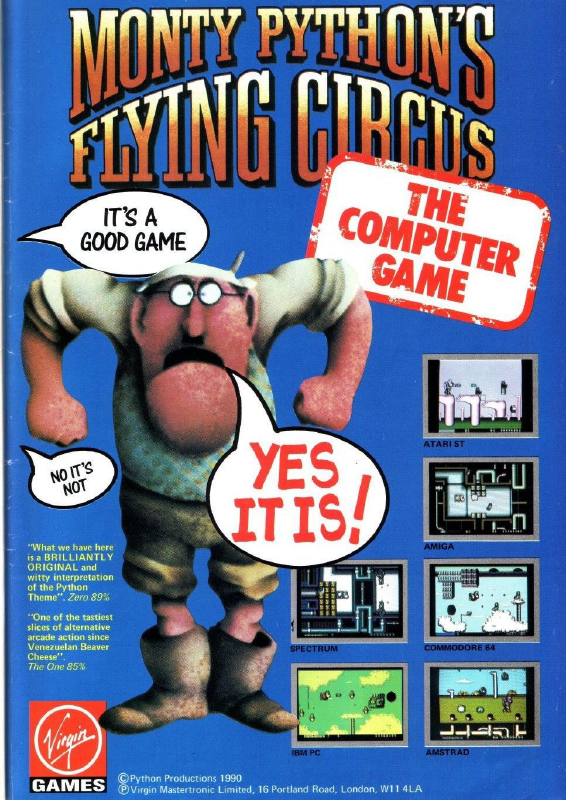 MONTY PYTHON'S
FLYING CIRCUS
THE
COMPUTER
GAME
IT'S A
GOOD GAME
NO IT'S
NOT
YES
IT IS!
ATARI ST
AMIGA
SPECTRUM
COMMODORE 64
IBM PC
AMSTRAD
"What we have here
is a BRILLIANTLY
ORIGINAL and
witty interpretation
of the Python
Theme". Zero 89%
"One of the tastiest
slices of alternative
arcade action since
Venezuelan Beaver
Cheese".
The One 85%
Virgin
GAMES
©Python Productions 1990
℗Virgin Mastertronic Limited, 16 Portland Road, London, W11 4LA